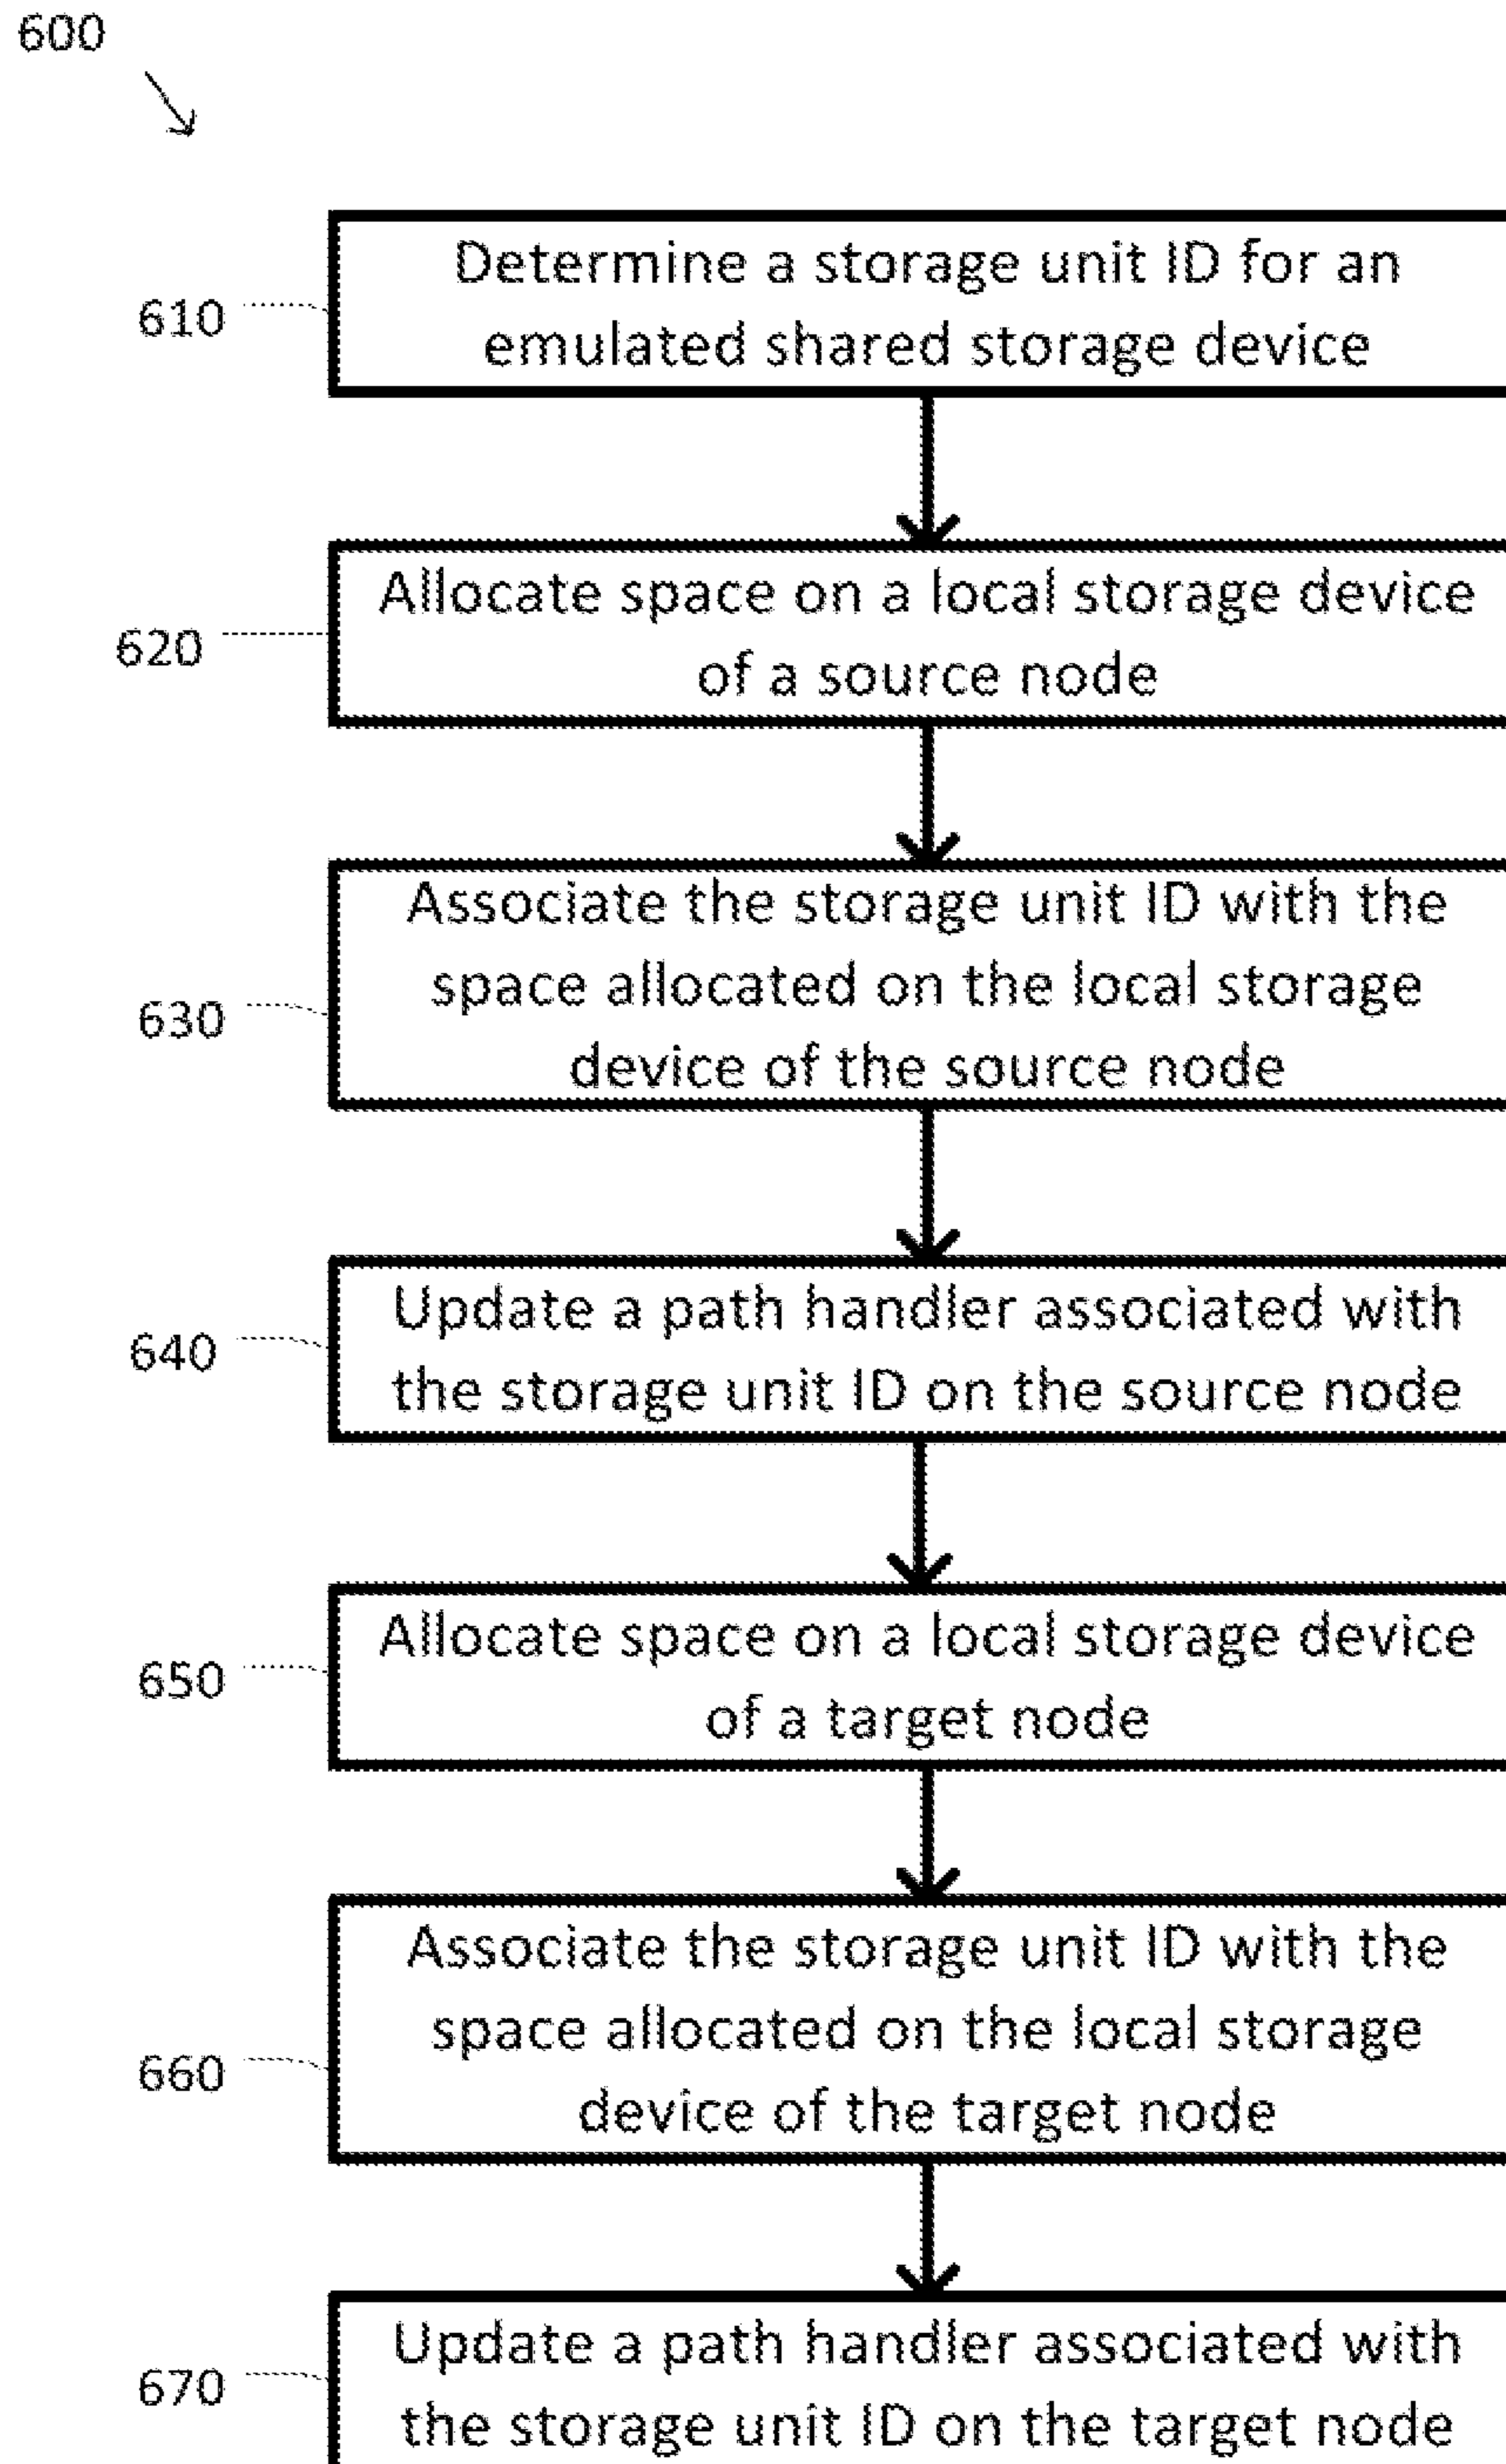 600
Determine a storage unit ID for an
emulated shared storage device
610
Allocate space on a local storage device
of a source node
620
Associate the storage unit ID with the
space allocated on the local storage
device of the source node
630
Update a path handler associated with
the storage unit ID on the source node
640
Allocate space on a local storage device
of a target node
650
Associate the storage unit ID with the
space allocated on the local storage
device of the target node
660
Update a path handler associated with
the storage unit ID on the target node
670